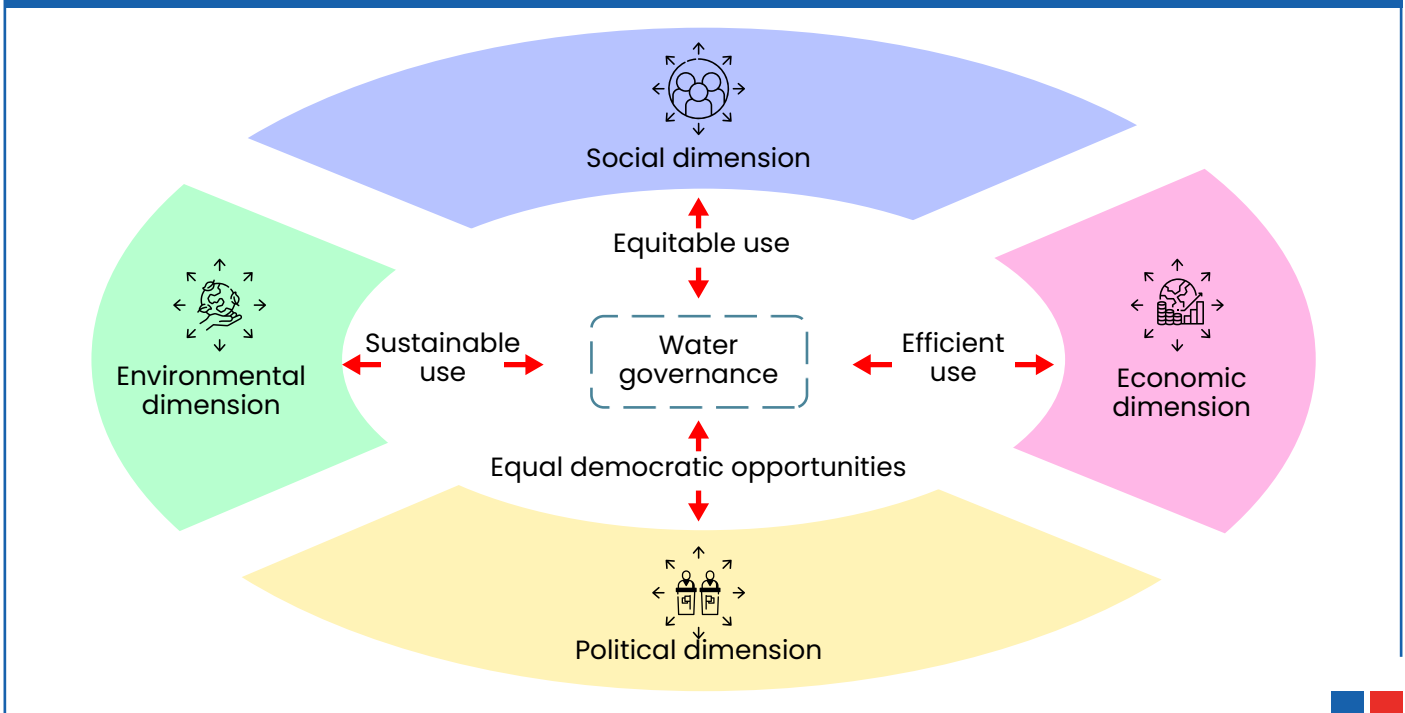 Social dimension
Equitable use
Environmental
dimension
Sustainable
use
Water
governance
Efficient
use
Economic
dimension
Equal democratic opportunities
Political dimension